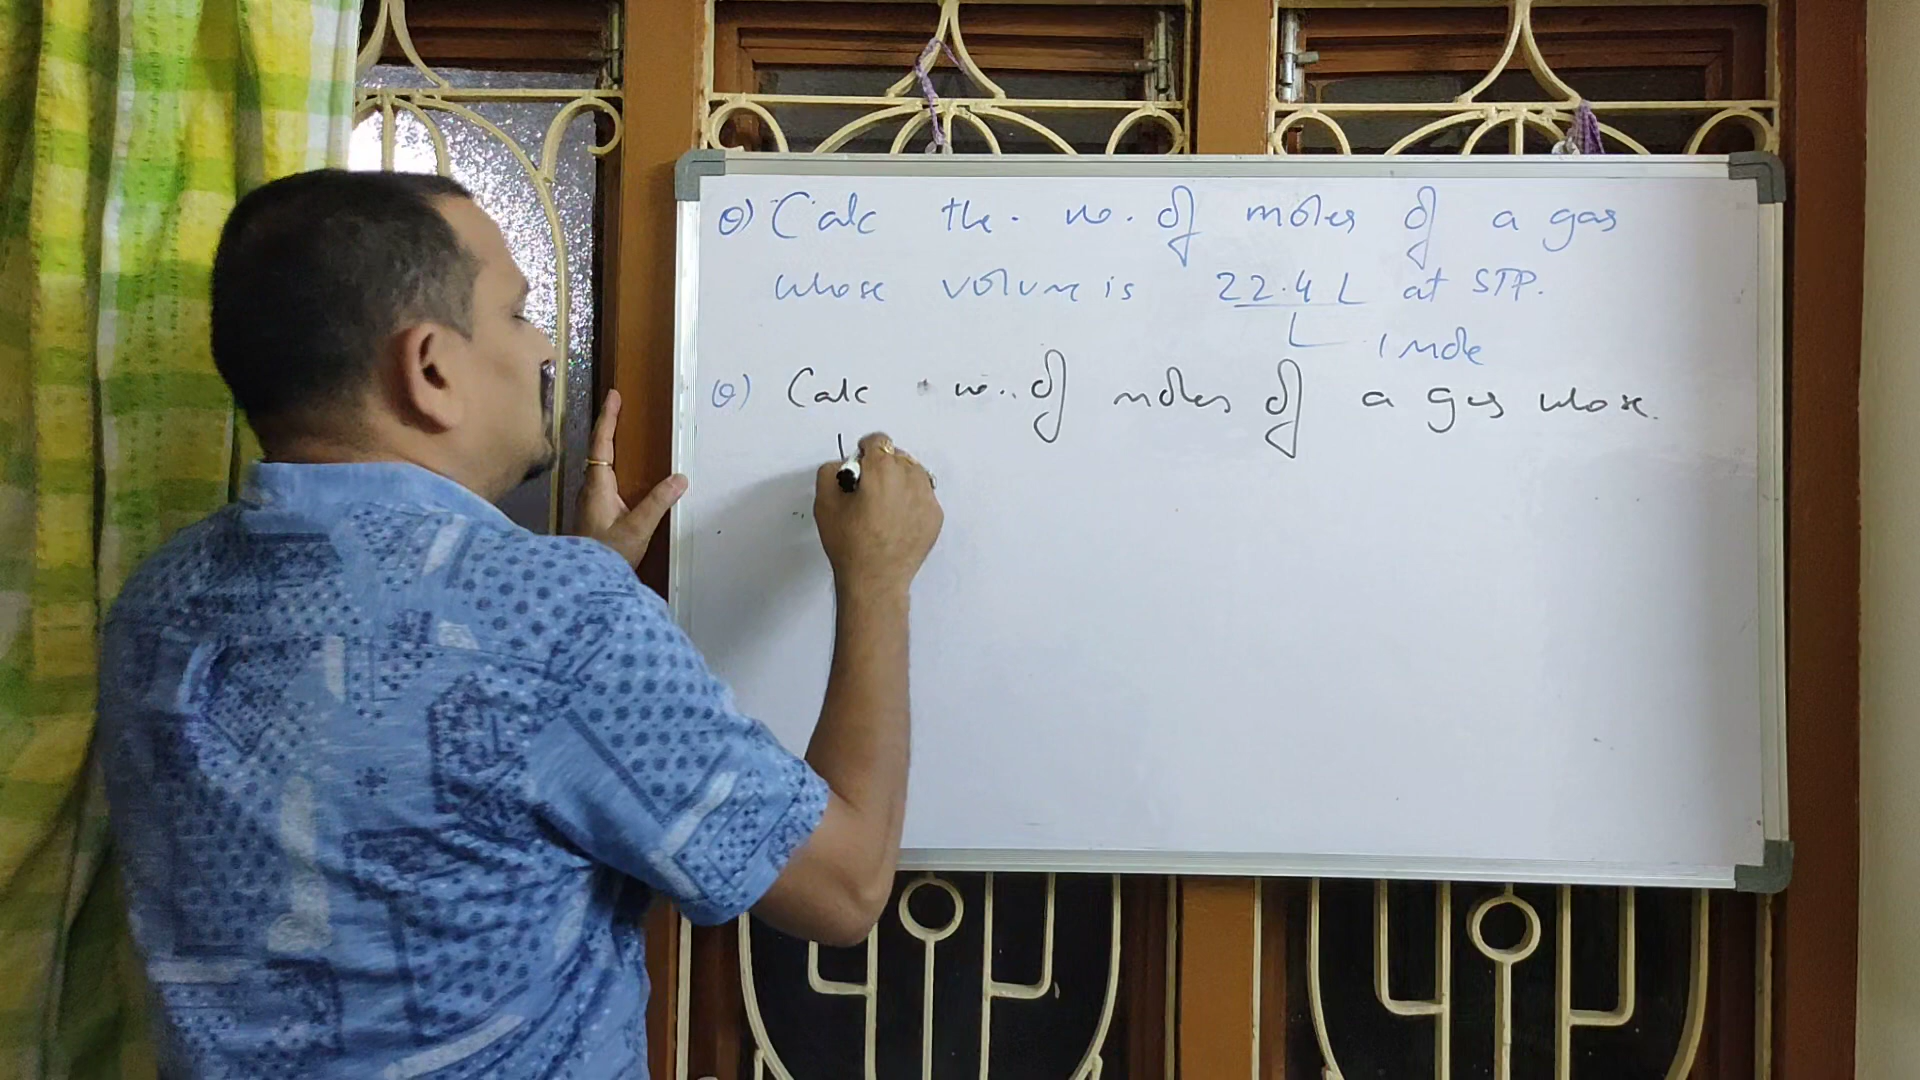 Q) Calc the. no. of moles of a gas
whose volume is 22.4 L at STP.
1 mole
Q) Calc no. of moles of a gas whose.